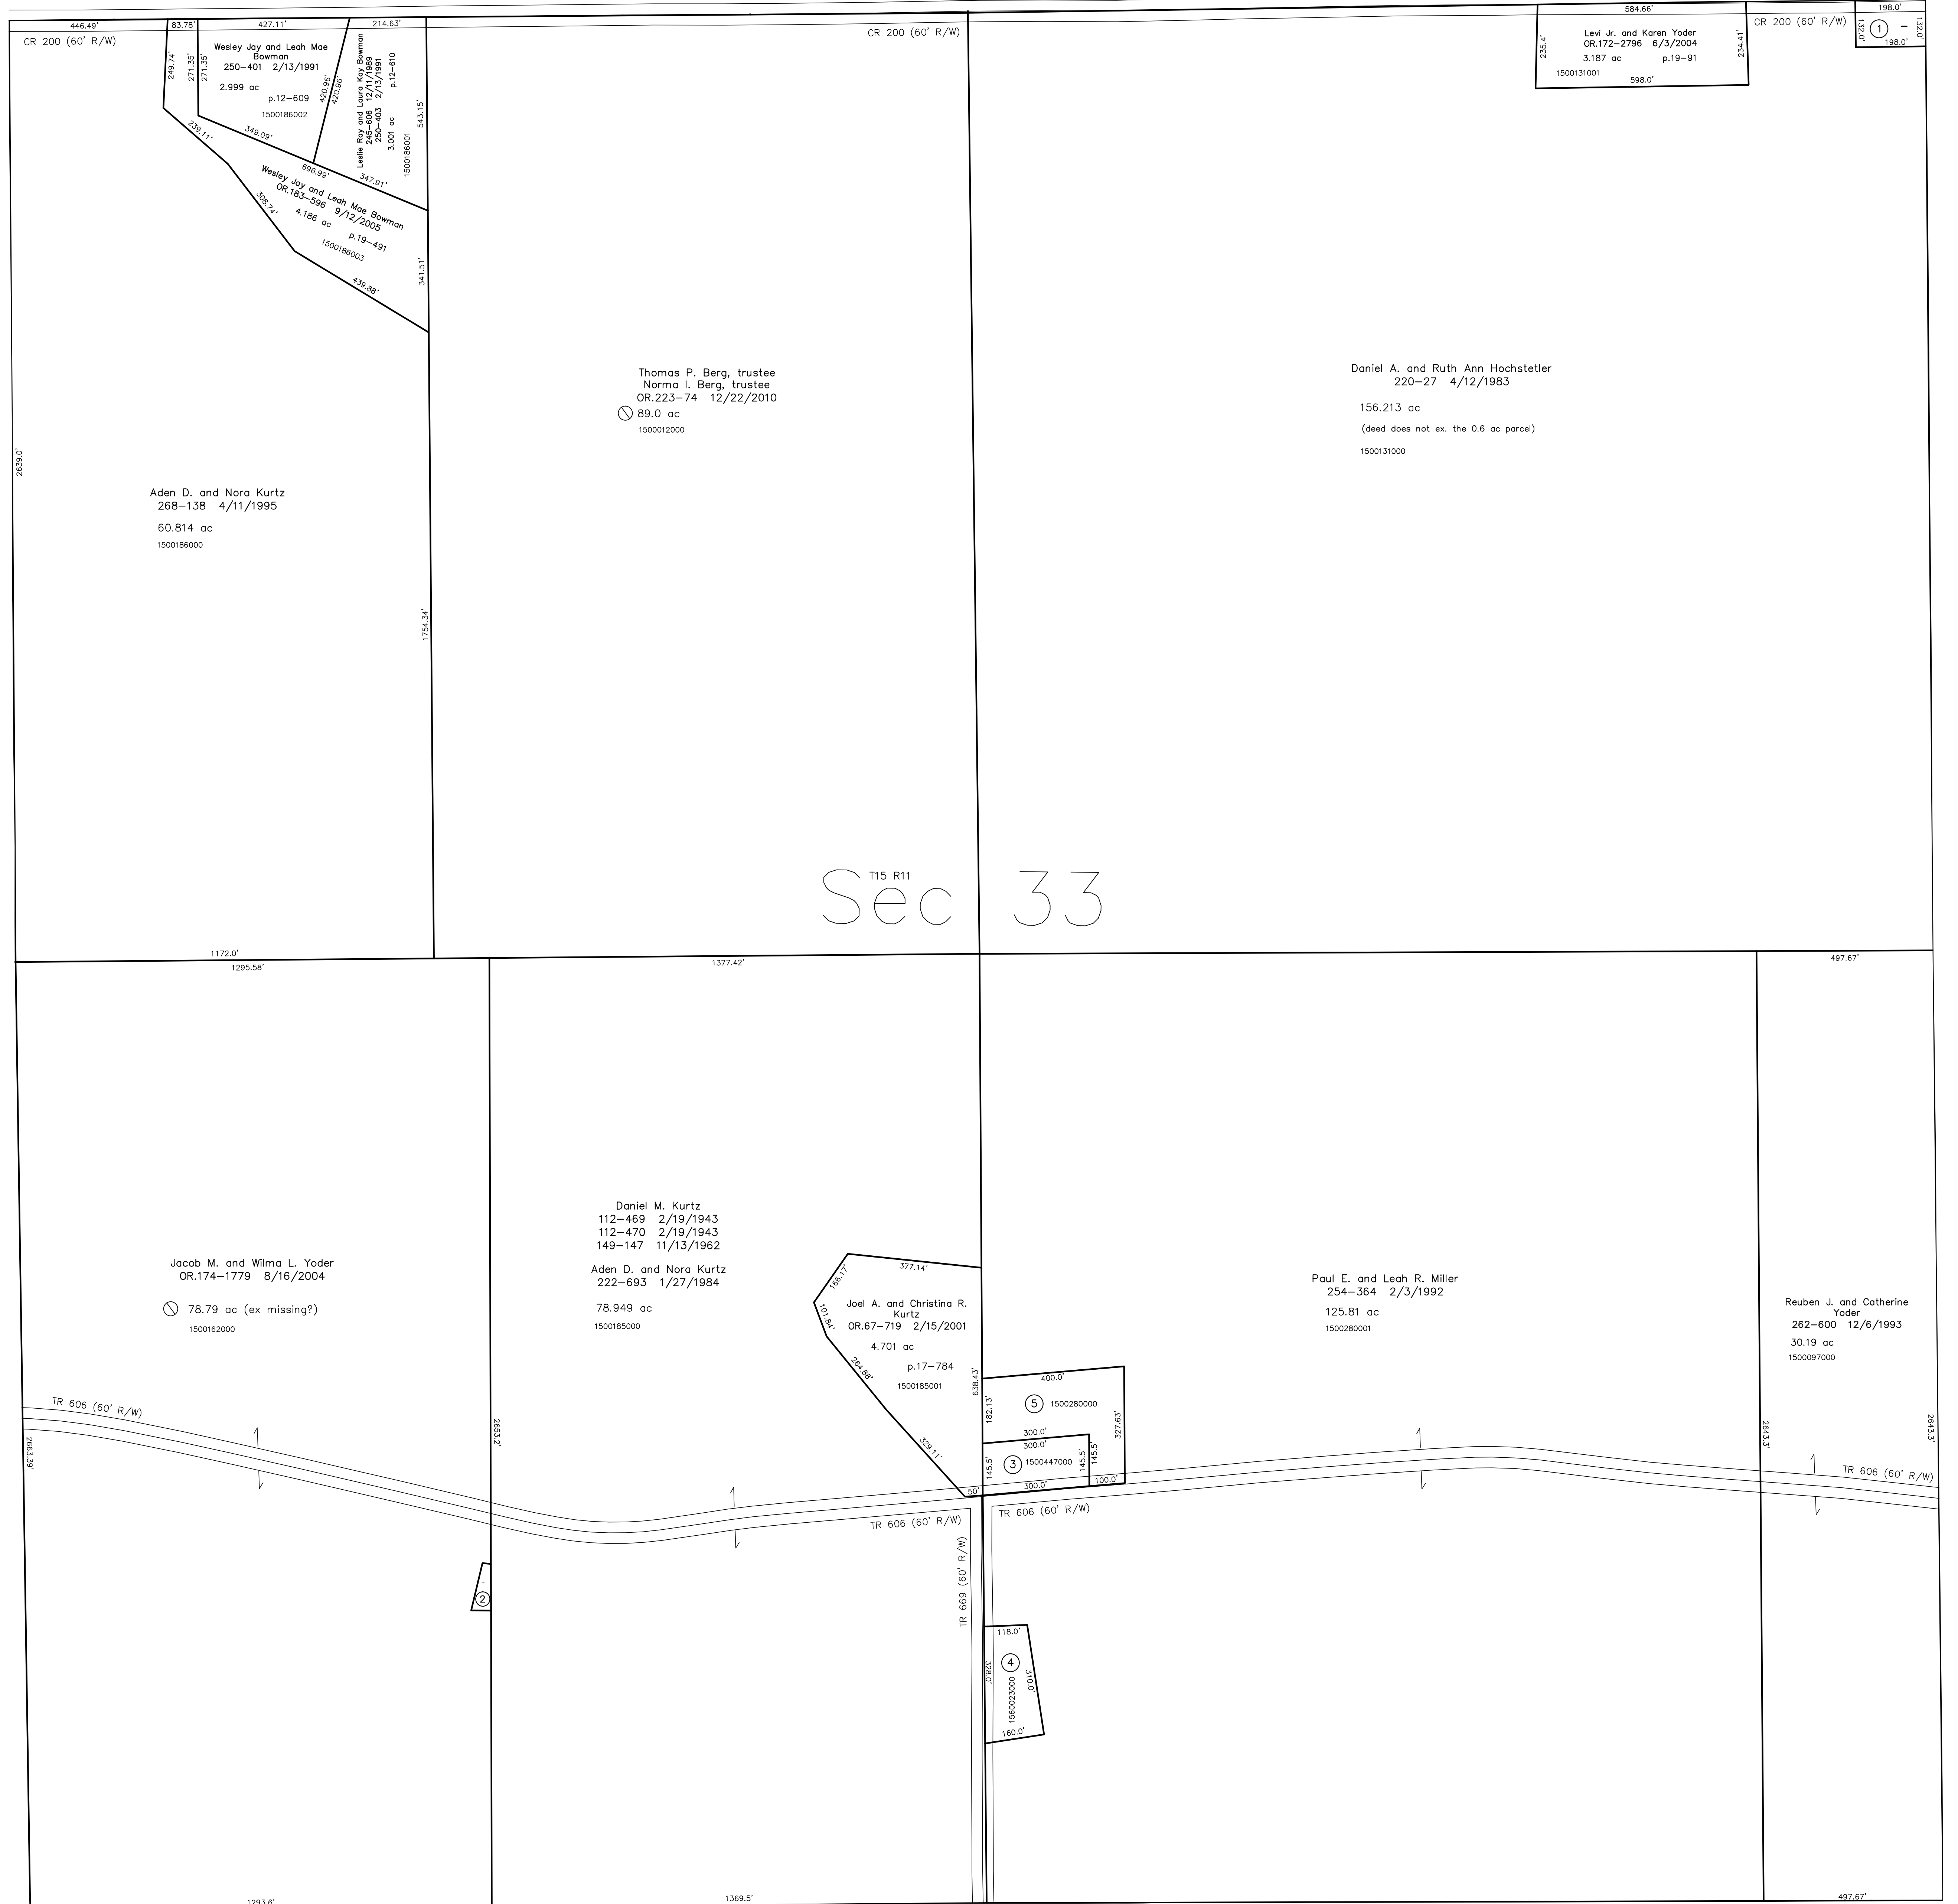 446.49'
83.78'
427.11'
214.63'
CR 200 (60' R/W)
249.74'
271.35'
271.35'
Wesley Jay and Leah Mae
Bowman
250-401 2/13/1991
2.999 ac
p.12-609
1500186002
420.96'
420.96'
Leslie Ray and Laura Kay Bowman
245-606 12/11/1989
250-403 2/13/1991
3.001 ac p.12-610
1500186001
543.15'
239.11'
349.09'
696.99'
347.91'
Wesley Jay and Leah Mae Bowman
OR.183-596 9/12/2005
4.186 ac
p.19-491
1500186003
308.74'
439.88'
341.51'
CR 200 (60' R/W)
584.66'
235.4'
Levi Jr. and Karen Yoder
OR.172-2796 6/3/2004
3.187 ac p.19-91
1500131001
598.0'
234.41'
CR 200 (60' R/W)
198.0'
132.0'
1 -
132.0'
198.0'
2639.0'
Aden D. and Nora Kurtz
268-138 4/11/1995
60.814 ac
1500186000
1754.34'
Thomas P. Berg, trustee
Norma I. Berg, trustee
OR.223-74 12/22/2010
89.0 ac
1500012000
Daniel A. and Ruth Ann Hochstetler
220-27 4/12/1983
156.213 ac
(deed does not ex. the 0.6 ac parcel)
1500131000
T15 R11
Sec 33
1172.0'
1295.58'
1377.42'
497.67'
Jacob M. and Wilma L. Yoder
OR.174-1779 8/16/2004
78.79 ac (ex missing?)
1500162000
Daniel M. Kurtz
112-469 2/19/1943
112-470 2/19/1943
149-147 11/13/1962
Aden D. and Nora Kurtz
222-693 1/27/1984
78.949 ac
1500185000
377.14'
166.17'
101.84'
Joel A. and Christina R.
Kurtz
OR.67-719 2/15/2001
4.701 ac
p.17-784
1500185001
264.88'
329.11'
638.43'
50'
Paul E. and Leah R. Miller
254-364 2/3/1992
125.81 ac
1500280001
Reuben J. and Catherine
Yoder
262-600 12/6/1993
30.19 ac
1500097000
400.0'
182.13'
5 1500280000
327.63'
300.0'
300.0'
145.5'
3 1500447000
145.5'
145.5'
300.0'
100.0'
TR 606 (60' R/W)
2663.39'
2653.2'
TR 606 (60' R/W)
TR 606 (60' R/W)
TR 669 (60' R/W)
2643.3'
2643.3'
TR 606 (60' R/W)
-
2
118.0'
328.0'
4
1560023000
310.0'
160.0'
1293.6'
1369.5'
497.67'